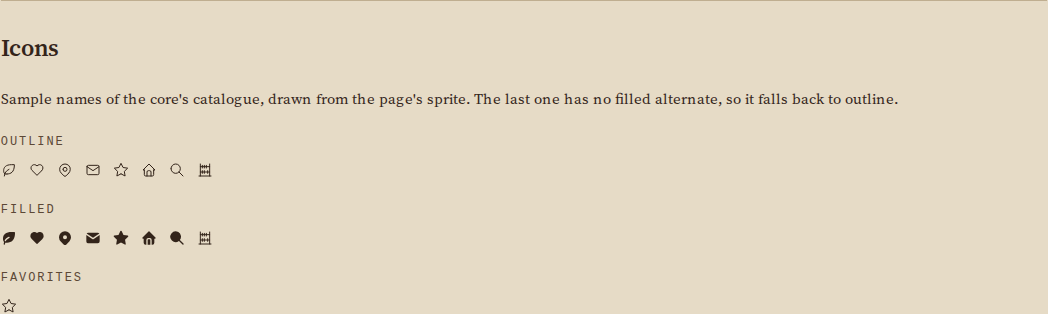 Icons
Sample names of the core's catalogue, drawn from the page's sprite. The last one has no filled alternate, so it falls back to outline.
OUTLINE
FILLED
FAVORITES